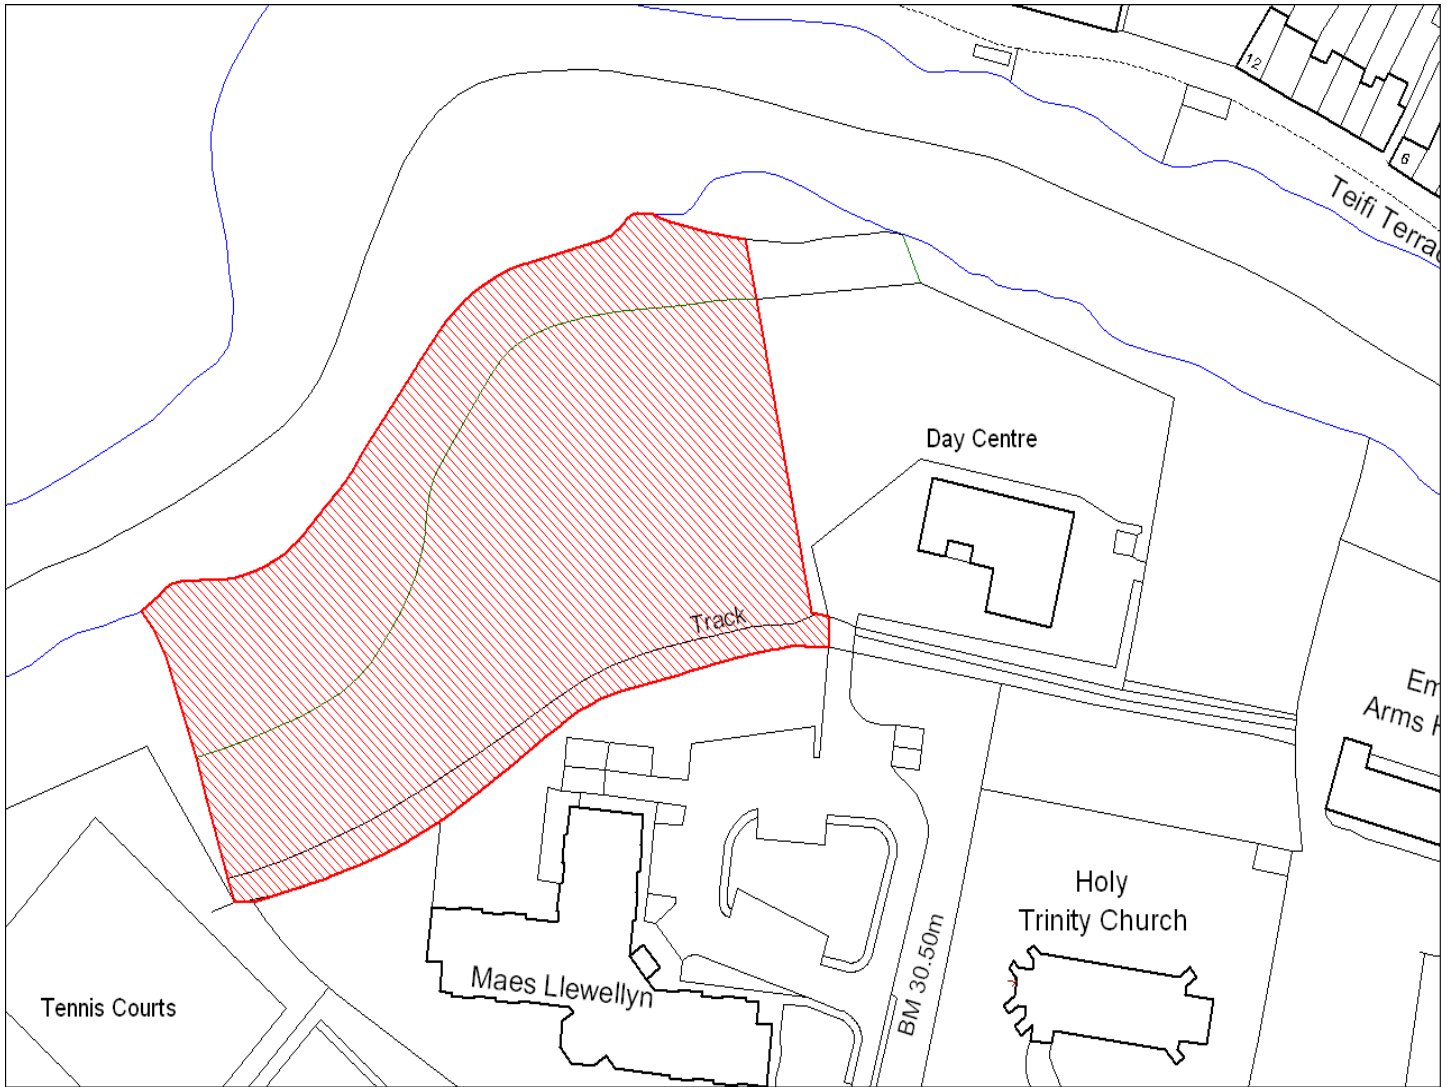 12
6
Teifi Terrac
Day Centre
Track
Em
Arms H
Holy
Trinity Church
BM 30.50m
Maes Llewellyn
Tennis Courts